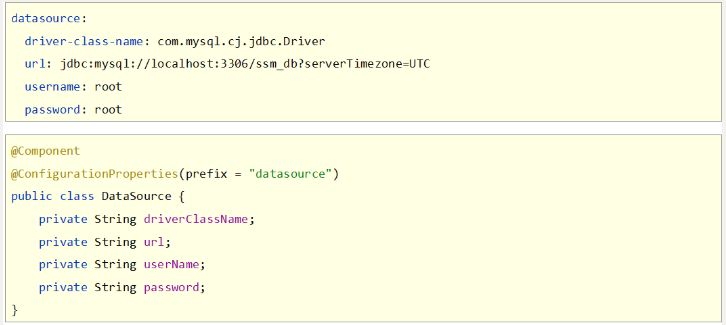 datasource:
  driver-class-name: com.mysql.cj.jdbc.Driver
  url: jdbc:mysql://localhost:3306/ssm_db?serverTimezone=UTC
  username: root
  password: root
@Component
@ConfigurationProperties(prefix = "datasource")
public class DataSource {
    private String driverClassName;
    private String url;
    private String userName;
    private String password;
}